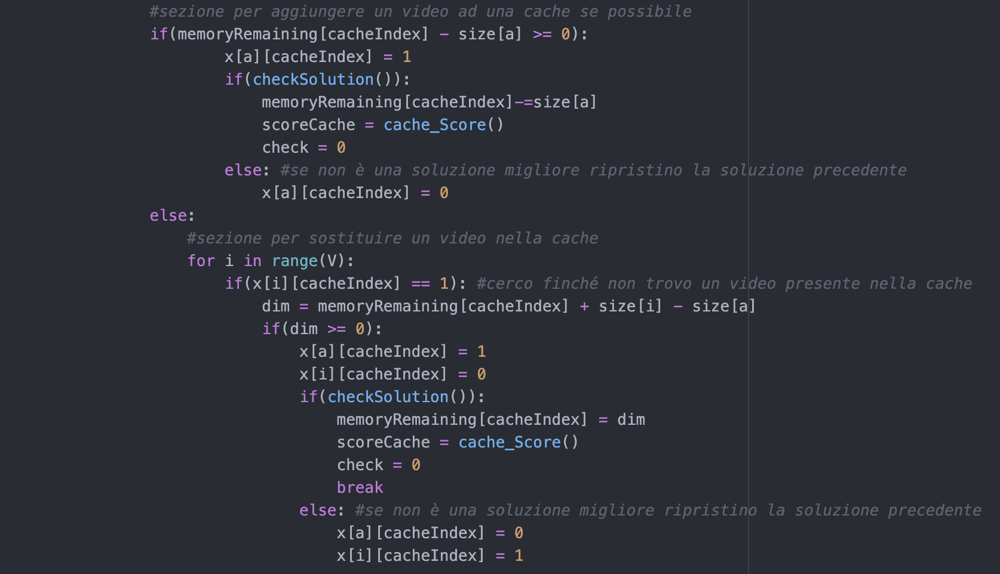 #sezione per aggiungere un video ad una cache se possibile
if(memoryRemaining[cacheIndex] - size[a] >= 0):
x[a][cacheIndex] = 1
if(checkSolution()):
memoryRemaining[cacheIndex]-=size[a]
scoreCache = cache_Score()
check = 0
else: #se non è una soluzione migliore ripristino la soluzione precedente
x[a][cacheIndex] = 0
else:
#sezione per sostituire un video nella cache
for i in range(V):
if(x[i][cacheIndex] == 1): #cerco finché non trovo un video presente nella cache
dim = memoryRemaining[cacheIndex] + size[i] - size[a]
if(dim >= 0):
x[a][cacheIndex] = 1
x[i][cacheIndex] = 0
if(checkSolution()):
memoryRemaining[cacheIndex] = dim
scoreCache = cache_Score()
check = 0
break
else: #se non è una soluzione migliore ripristino la soluzione precedente
x[a][cacheIndex] = 0
x[i][cacheIndex] = 1